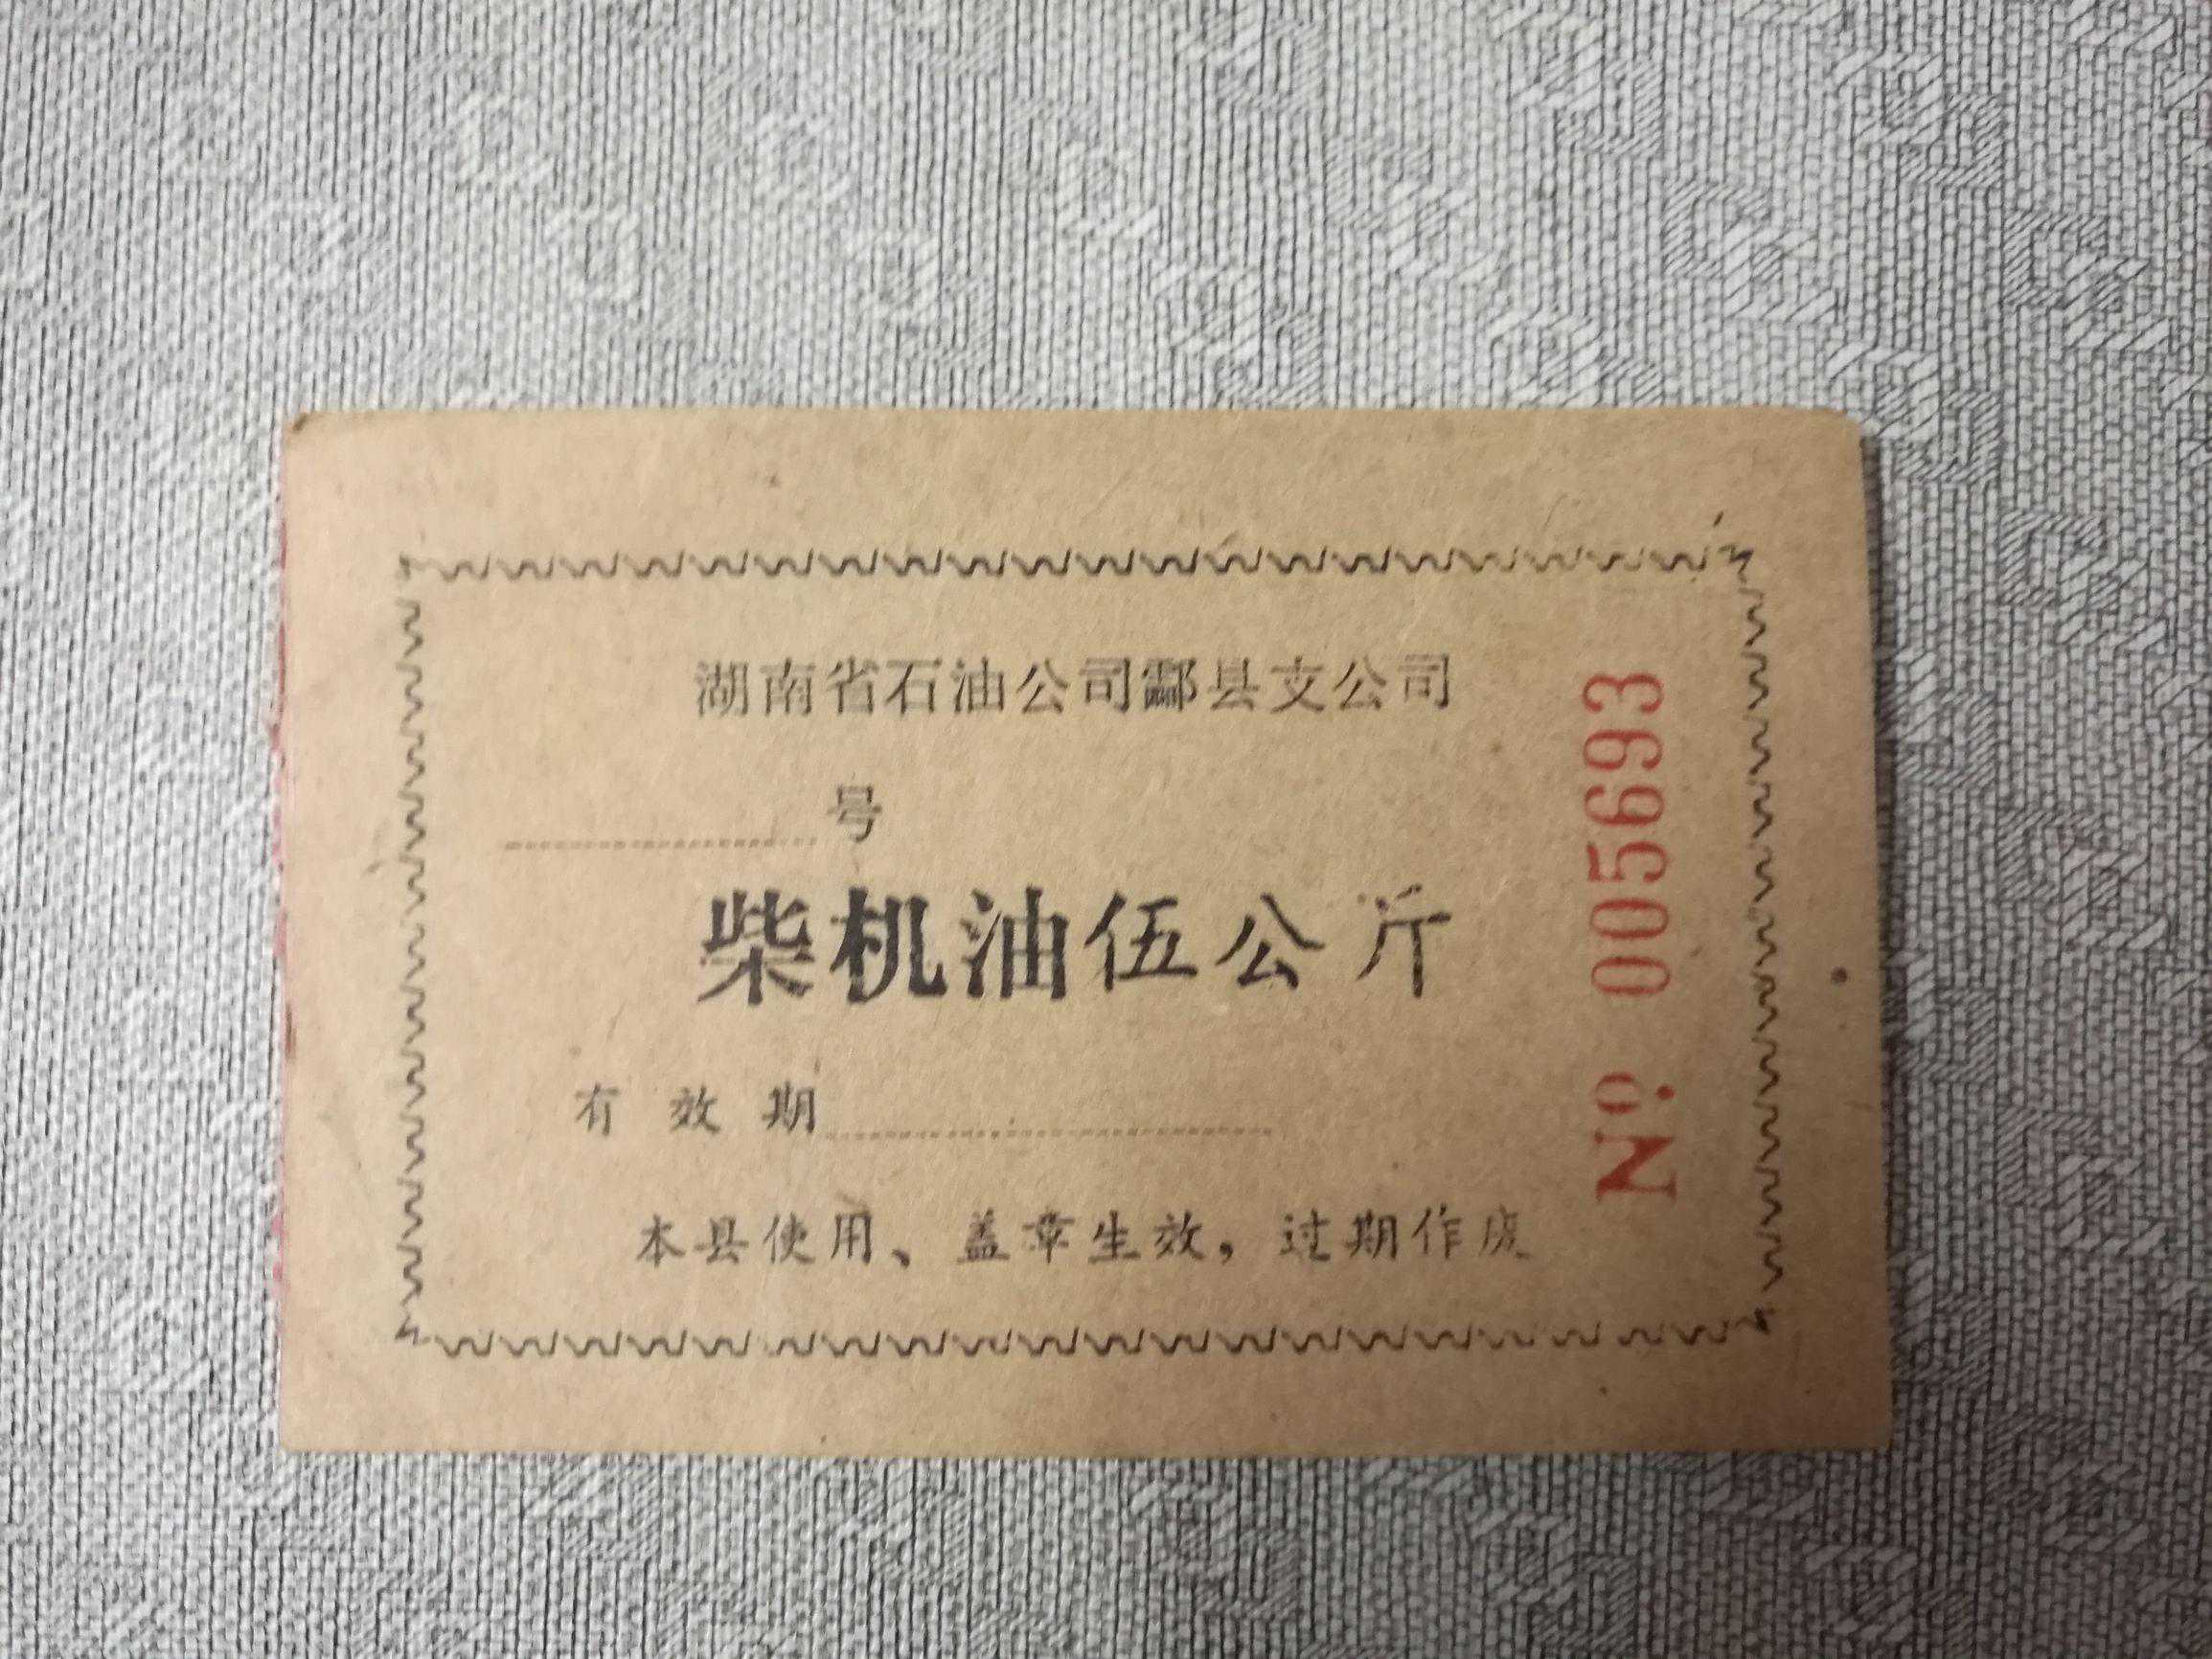 湖南省石油公司酃县支公司
号
柴机油伍公斤
有效期
本县使用、盖章生效，过期作废
№ 005693